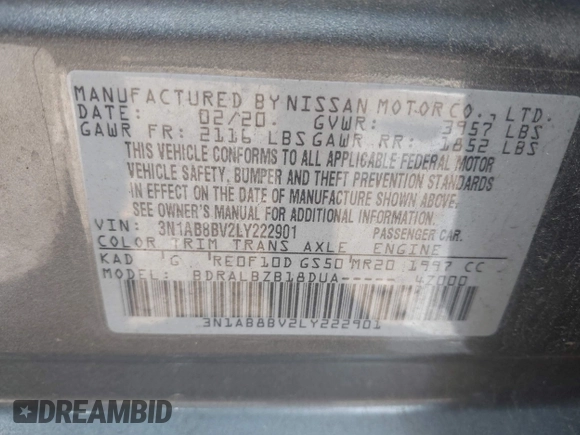 MANUFACTURED BY NISSAN MOTOR CO., LTD.
DATE: 02/20 GVWR: 3957 LBS
GAWR FR: 2116 LBS GAWR RR: 1852 LBS
THIS VEHICLE CONFORMS TO ALL APPLICABLE FEDERAL MOTOR
VEHICLE SAFETY, BUMPER AND THEFT PREVENTION STANDARDS
IN EFFECT ON THE DATE OF MANUFACTURE SHOWN ABOVE.
SEE OWNER'S MANUAL FOR ADDITIONAL INFORMATION.
VIN: 3N1AB8BV2LY222901 PASSENGER CAR.
COLOR TRIM TRANS AXLE ENGINE
KAD G RE0F10D GS50 MR20 1997 CC
MODEL: BDRALBZB18DUA----- 47000
3N1AB8BV2LY222901
DREAMBID